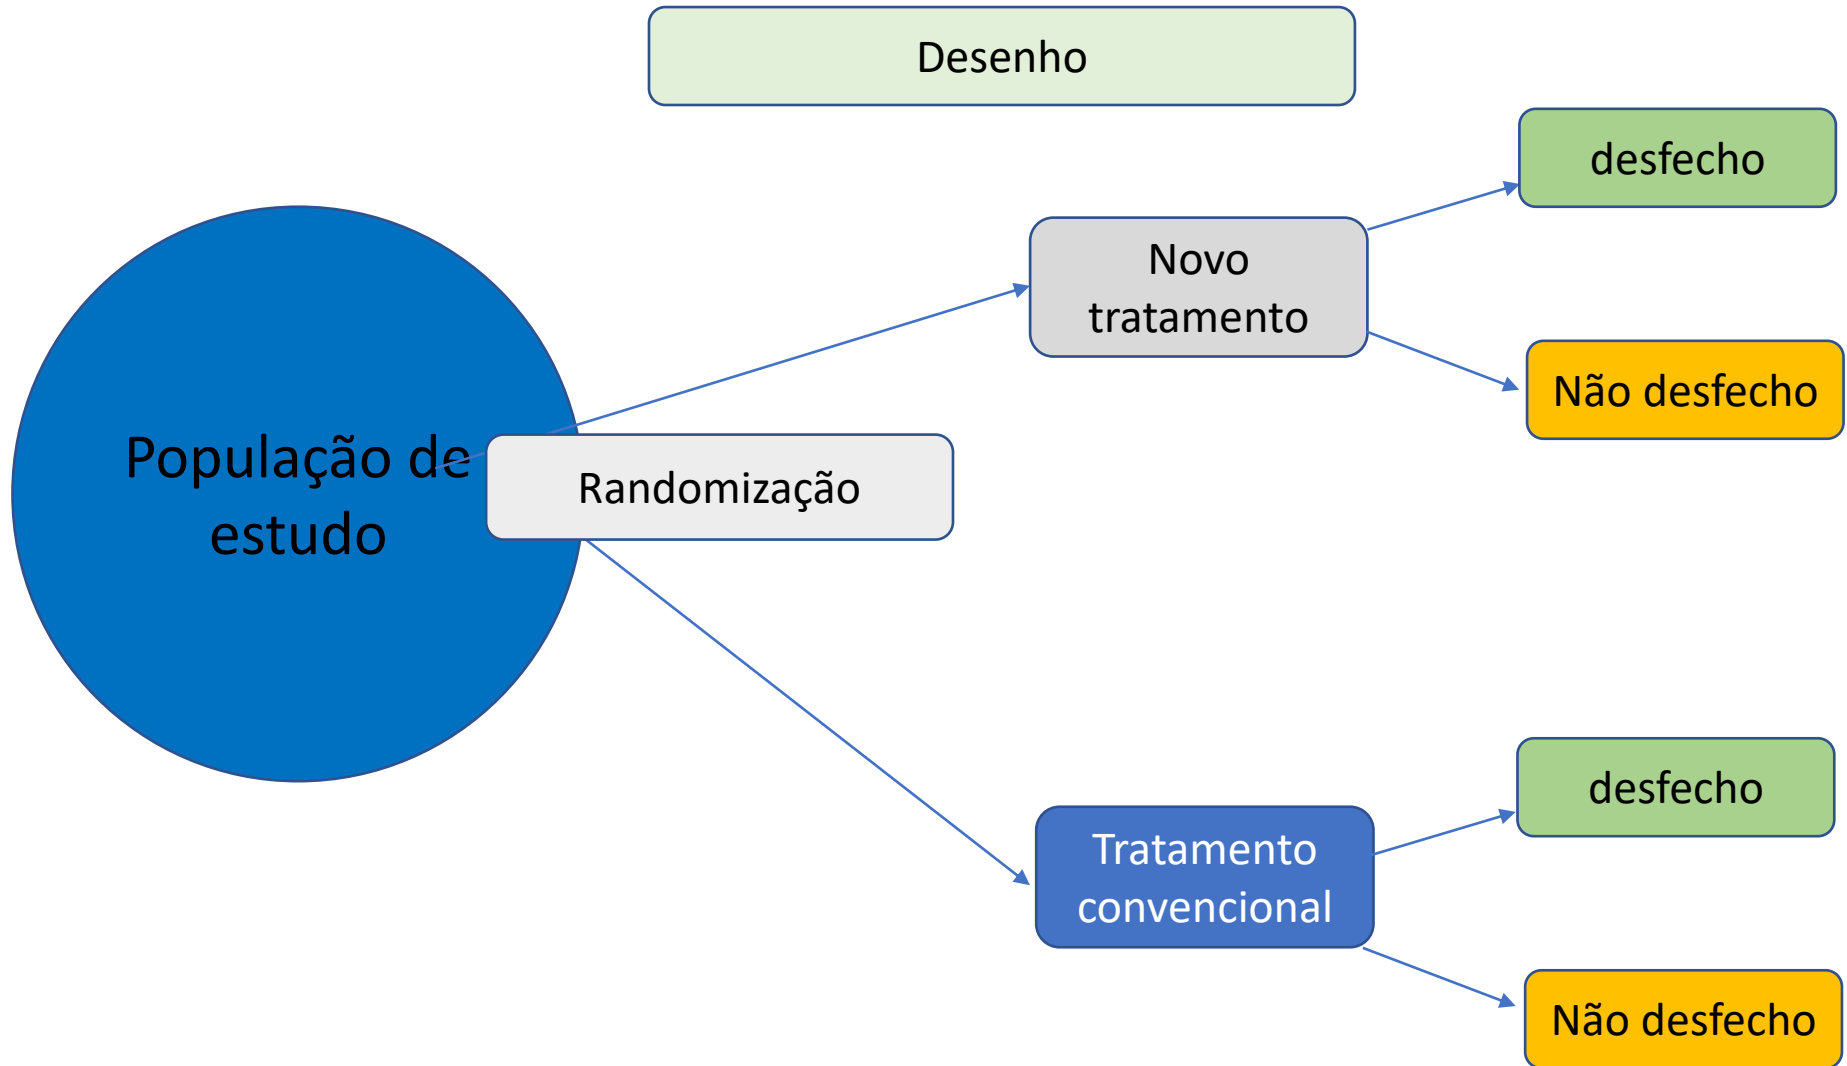 Desenho
desfecho
Novo
tratamento
Não desfecho
População de
estudo
Randomização
desfecho
Tratamento
convencional
Não desfecho